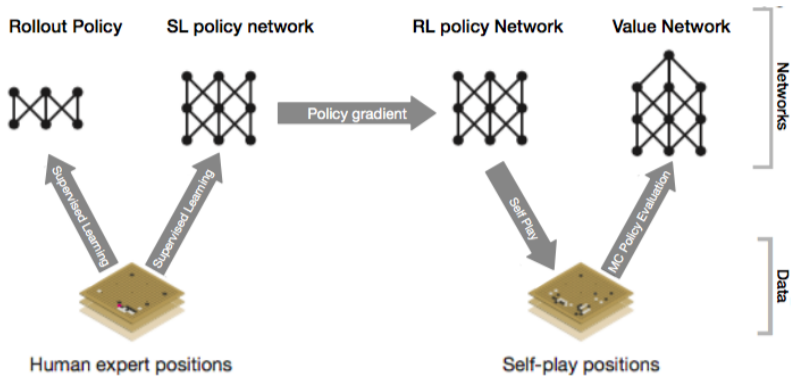 Rollout Policy
SL policy network
RL policy Network
Value Network
Networks
Policy gradient
Supervised Learning
Supervised Learning
Self Play
MC Policy Evaluation
Data
Human expert positions
Self-play positions